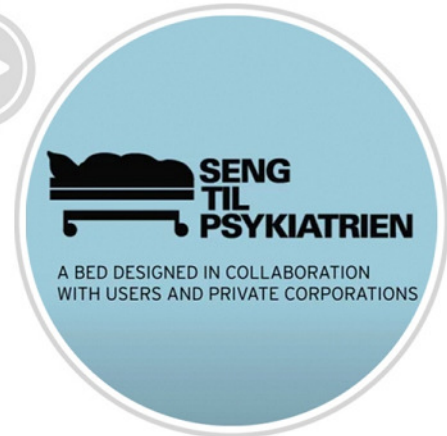 SENG
TIL
PSYKIATRIEN
A BED DESIGNED IN COLLABORATION
WITH USERS AND PRIVATE CORPORATIONS